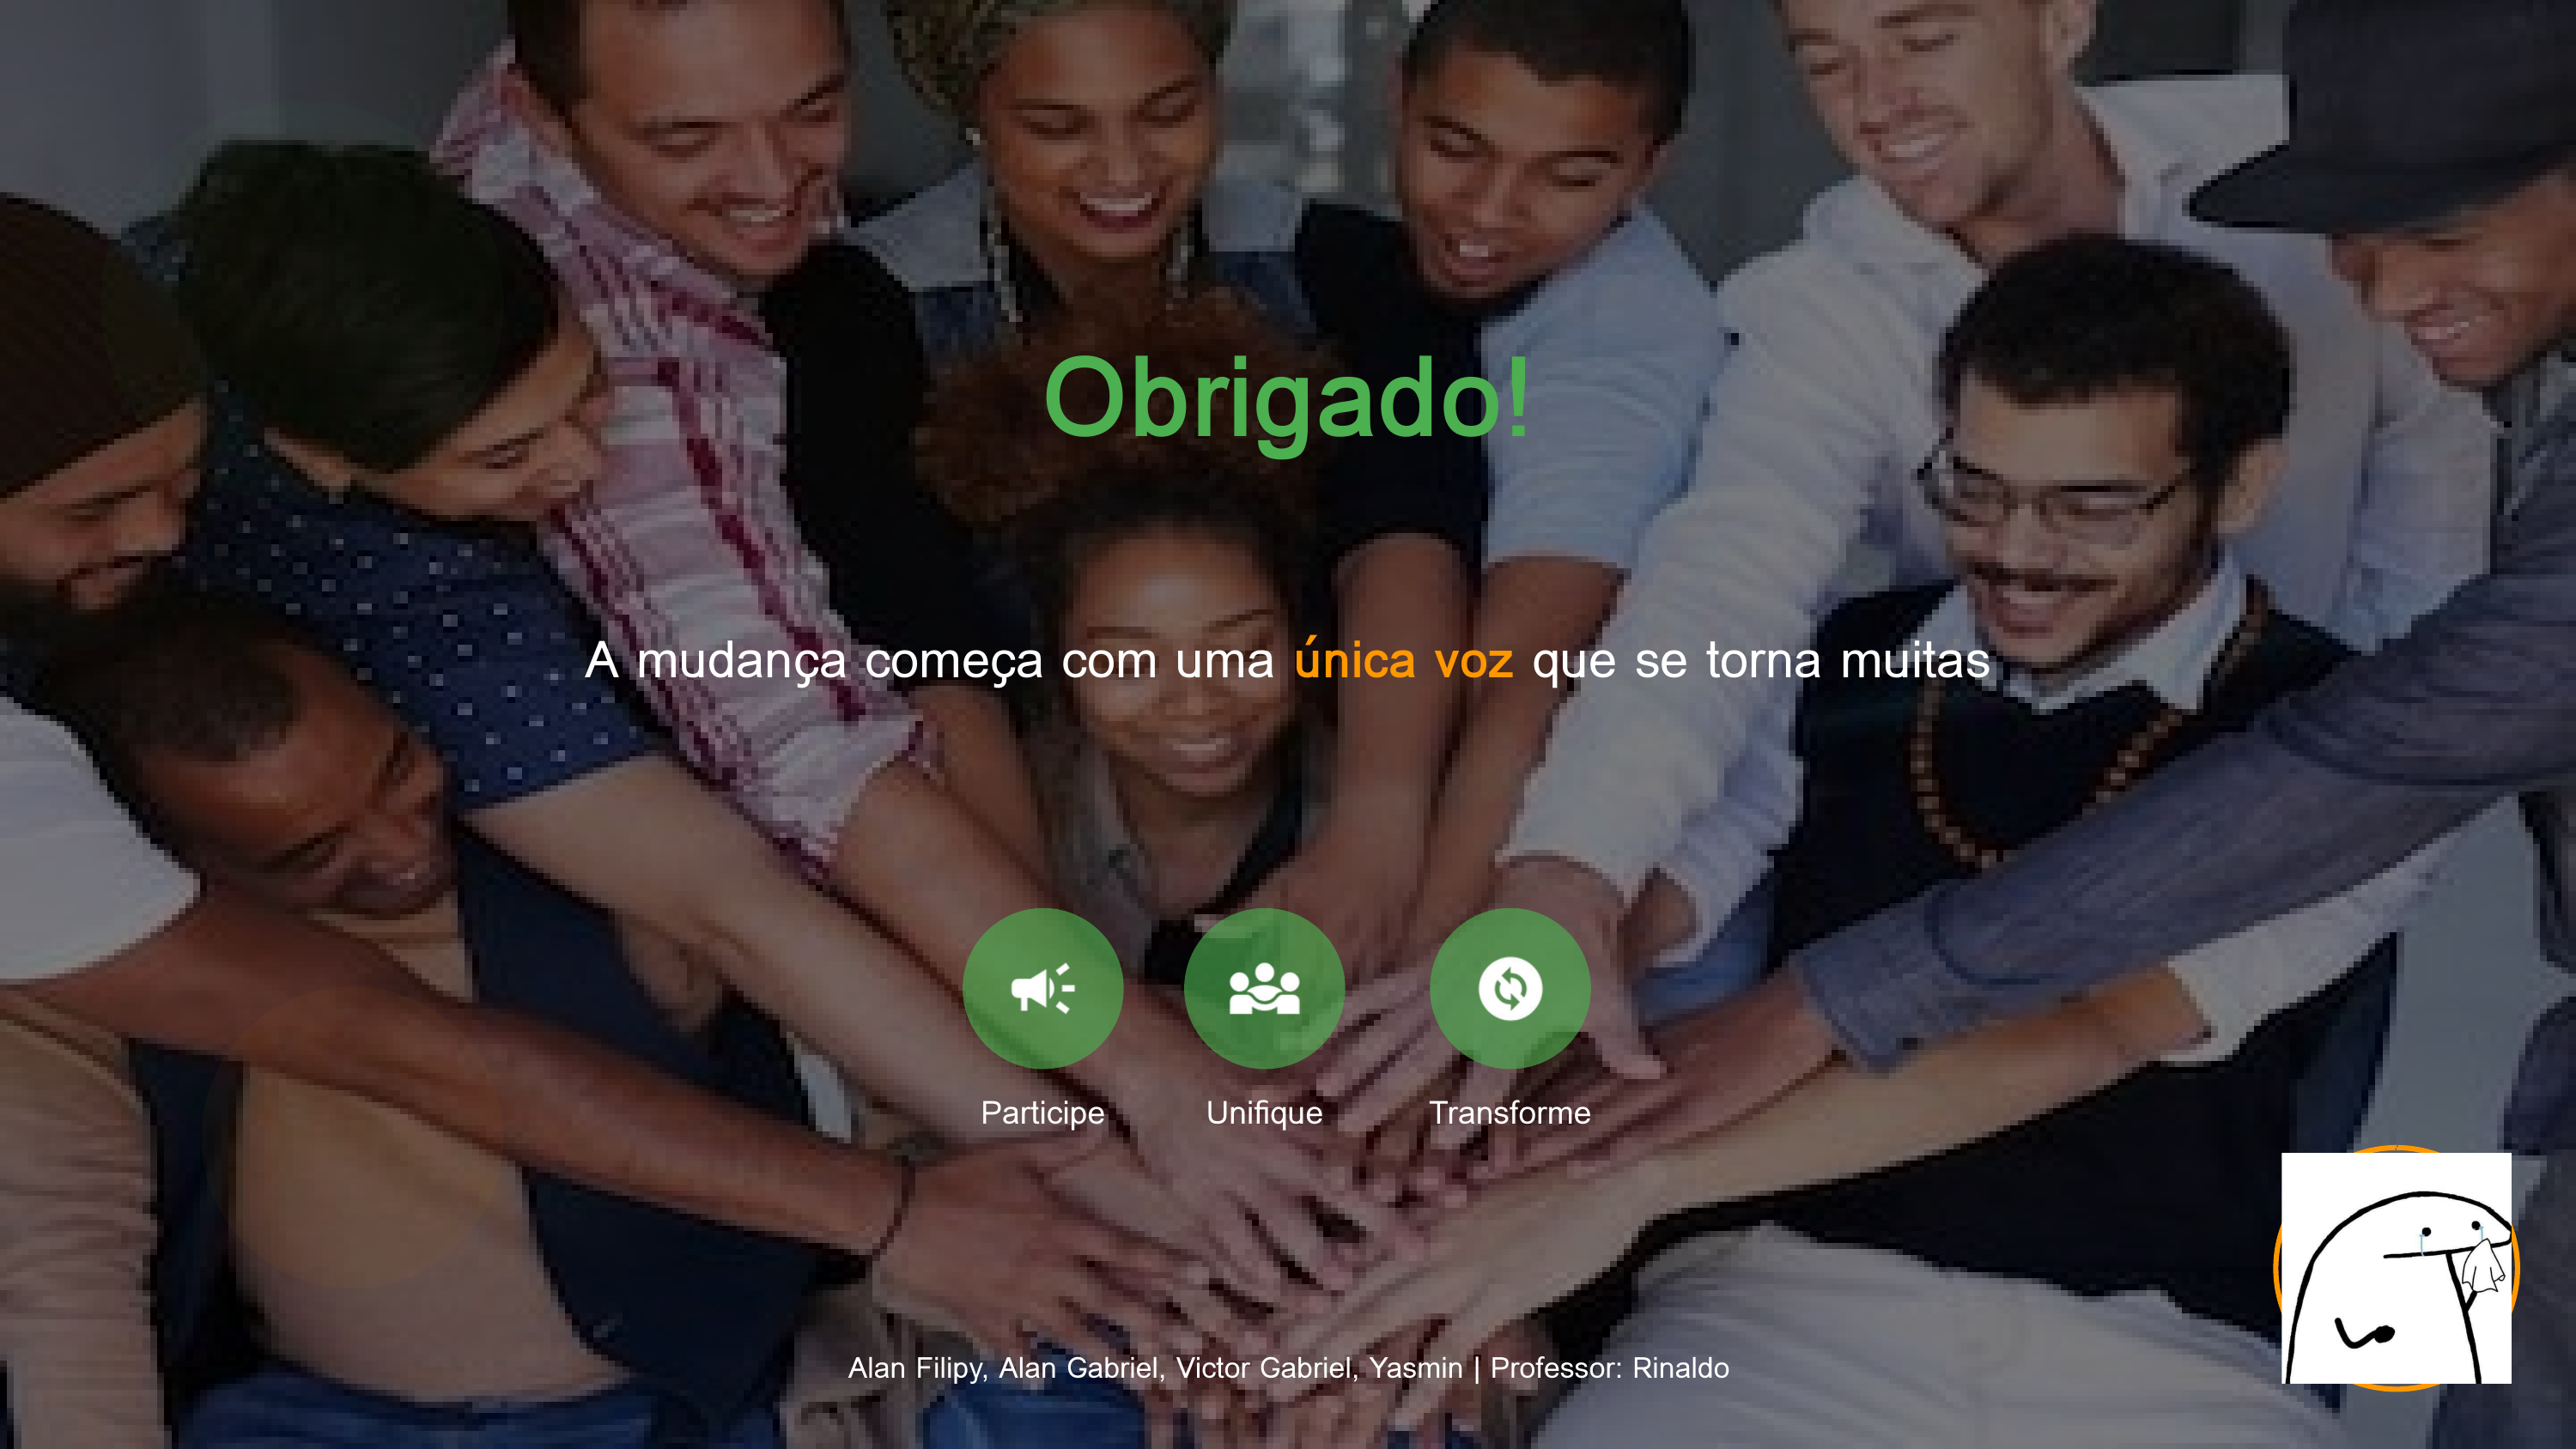 Obrigado!
A mudança começa com uma única voz que se torna muitas
Participe
Unifique
Transforme
Alan Filipy, Alan Gabriel, Victor Gabriel, Yasmin | Professor: Rinaldo